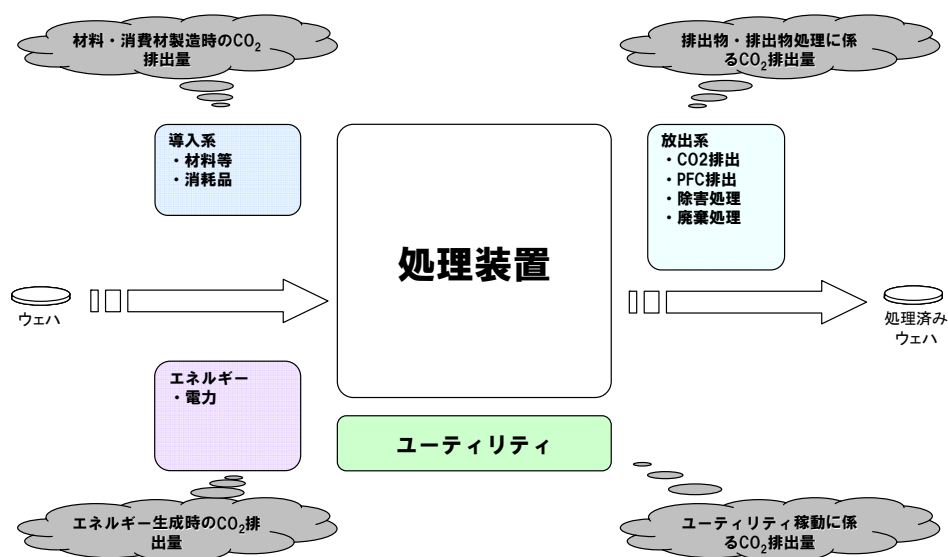 材料・消費材製造時のCO₂
排出量
排出物・排出物処理に係
るCO₂排出量
導入系
・材料等
・消耗品
処理装置
放出系
・CO2排出
・PFC排出
・除害処理
・廃棄処理
ウェハ
処理済み
ウェハ
エネルギー
・電力
ユーティリティ
エネルギー生成時のCO₂排
出量
ユーティリティ稼動に係
るCO₂排出量